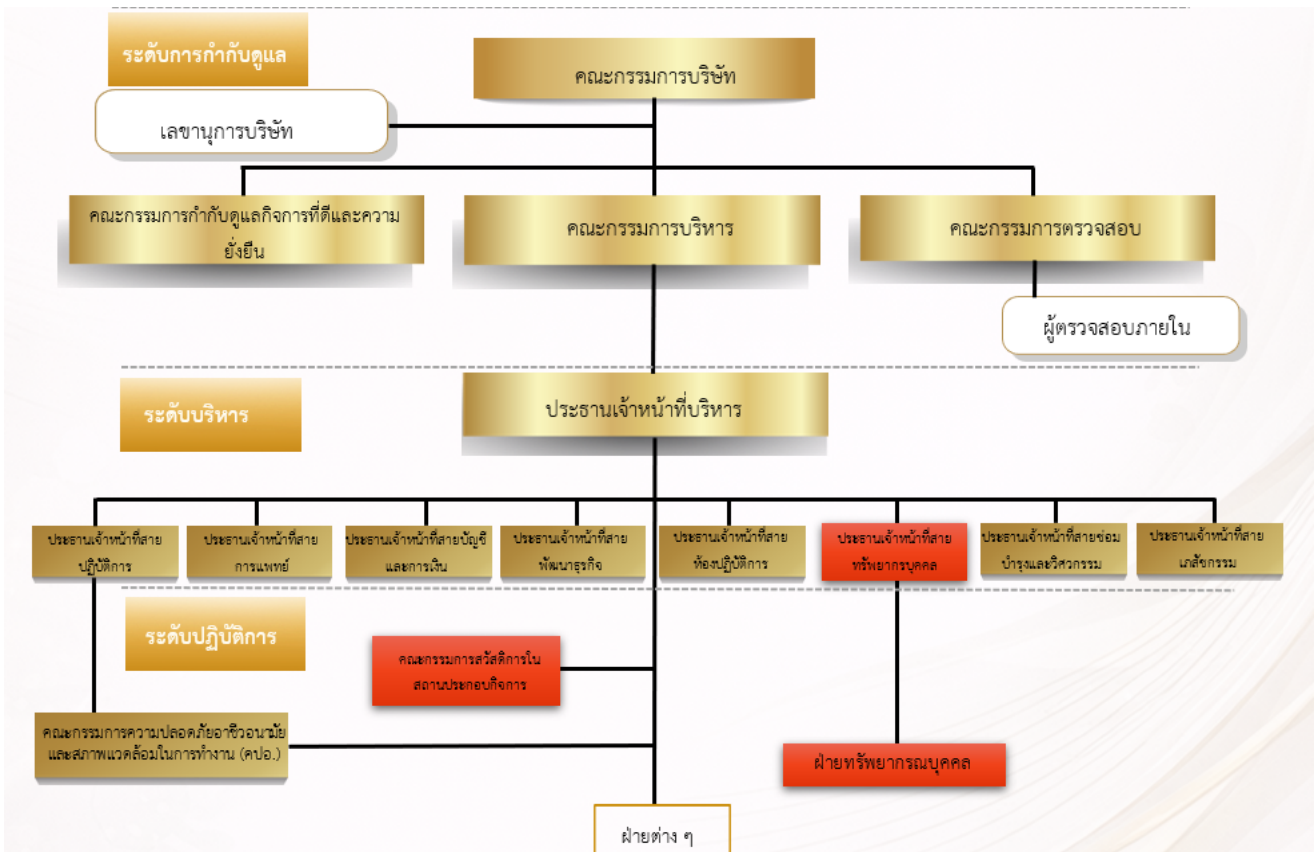 ระดับการกำกับดูแล
คณะกรรมการบริษัท
เลขานุการบริษัท
คณะกรรมการกำกับดูแลกิจการที่ดีและความ
ยั่งยืน
คณะกรรมการบริหาร
คณะกรรมการตรวจสอบ
ผู้ตรวจสอบภายใน
ระดับบริหาร
ประธานเจ้าหน้าที่บริหาร
ประธานเจ้าหน้าที่สาย
ปฏิบัติการ
ประธานเจ้าหน้าที่สาย
การแพทย์
ประธานเจ้าหน้าที่สายบัญชี
และการเงิน
ประธานเจ้าหน้าที่สาย
พัฒนาธุรกิจ
ประธานเจ้าหน้าที่สาย
ห้องปฏิบัติการ
ประธานเจ้าหน้าที่สาย
ทรัพยากรบุคคล
ประธานเจ้าหน้าที่สายซ่อม
บำรุงและวิศวกรรม
ประธานเจ้าหน้าที่สาย
เภสัชกรรม
ระดับปฏิบัติการ
คณะกรรมการสวัสดิการใน
สถานประกอบกิจการ
คณะกรรมการความปลอดภัยอาชีวอนามัย
และสภาพแวดล้อมในการทำงาน (คปอ.)
ฝ่ายทรัพยากรณบุคคล
ฝ่ายต่าง ๆ